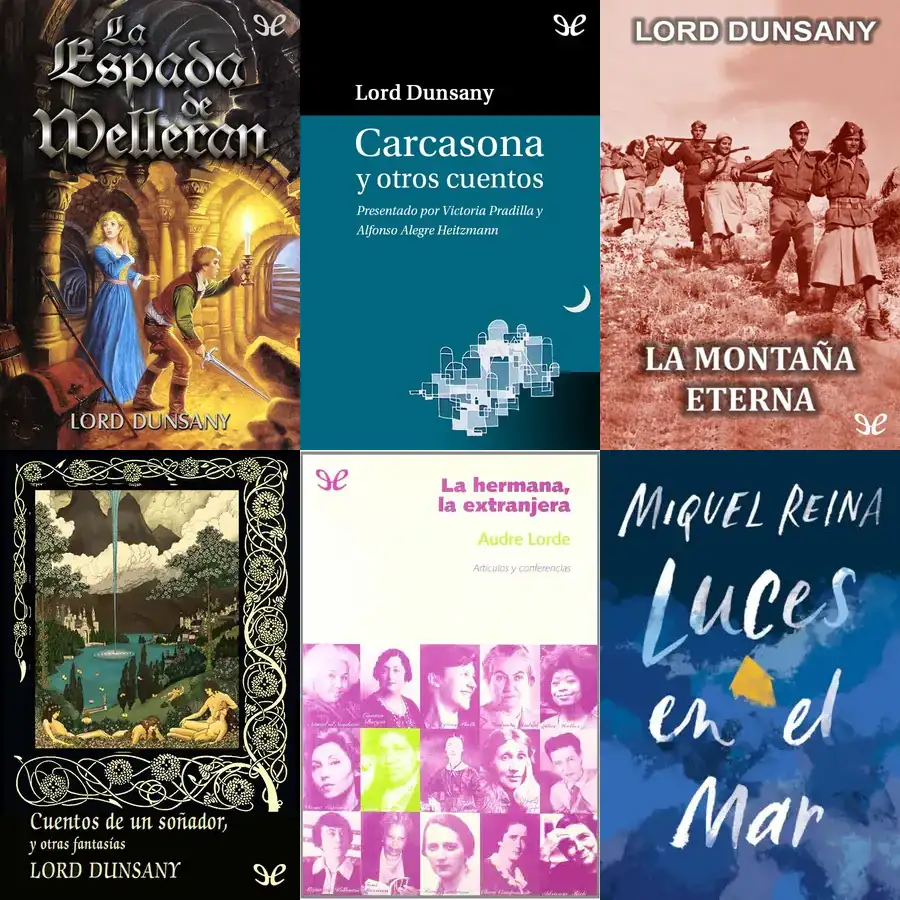 La
Espada
de
Welleran
LORD DUNSANY
Lord Dunsany
Carcasona
y otros cuentos
Presentado por Victoria Pradilla y
Alfonso Alegre Heitzmann
LORD DUNSANY
LA MONTAÑA
ETERNA
Cuentos de un soñador,
y otras fantasías
LORD DUNSANY
La hermana,
la extranjera
Audre Lorde
Artículos y conferencias
MIQUEL REINA
Luces
en el
Mar